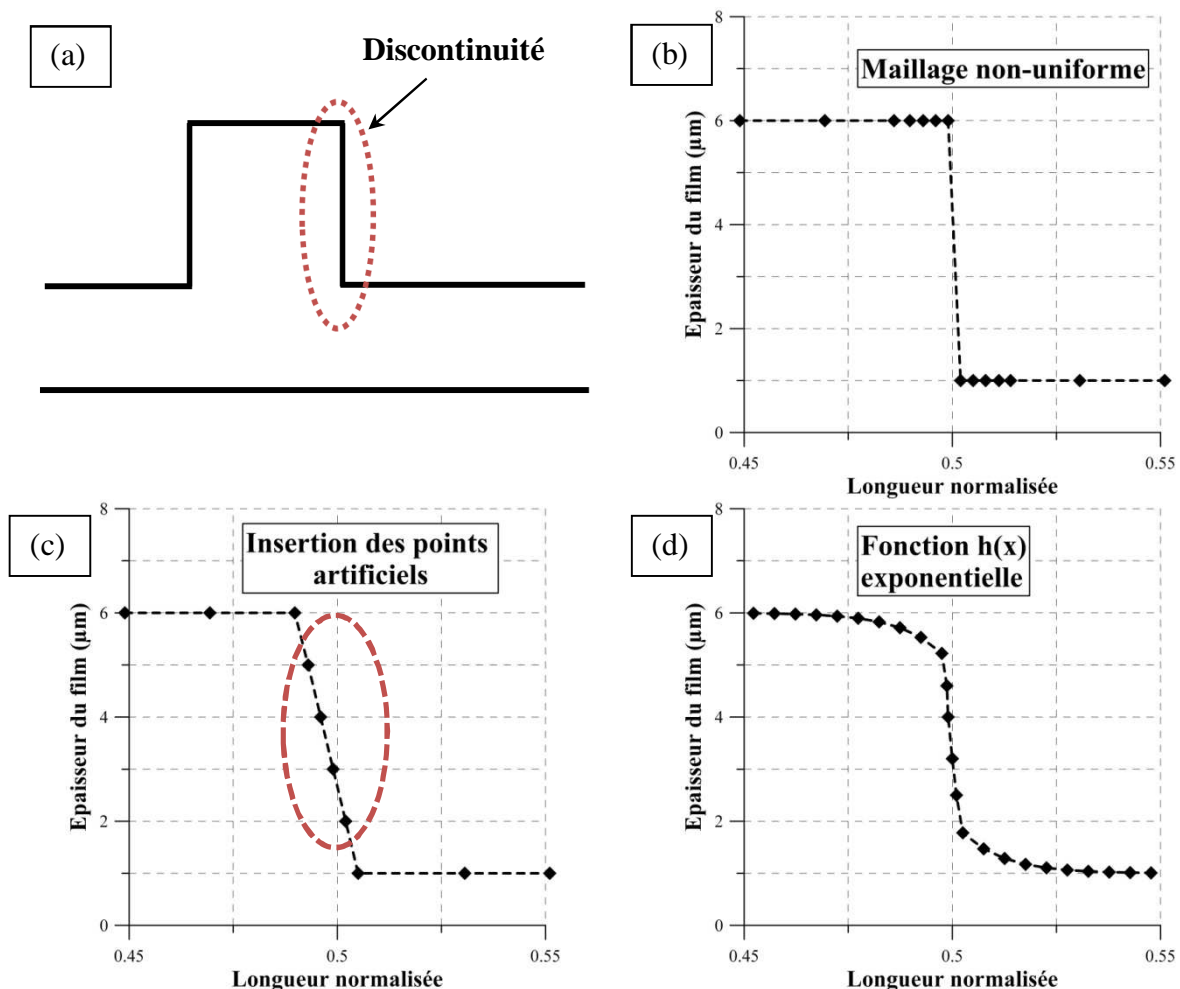 (a)
Discontinuité
(b)
Maillage non-uniforme
Epaisseur du film (µm)
8
6
4
2
0
0.45
0.5
0.55
Longueur normalisée
(c)
Insertion des points
artificiels
Epaisseur du film (µm)
8
6
4
2
0
0.45
0.5
0.55
Longueur normalisée
(d)
Fonction h(x)
exponentielle
Epaisseur du film (µm)
8
6
4
2
0
0.45
0.5
0.55
Longueur normalisée